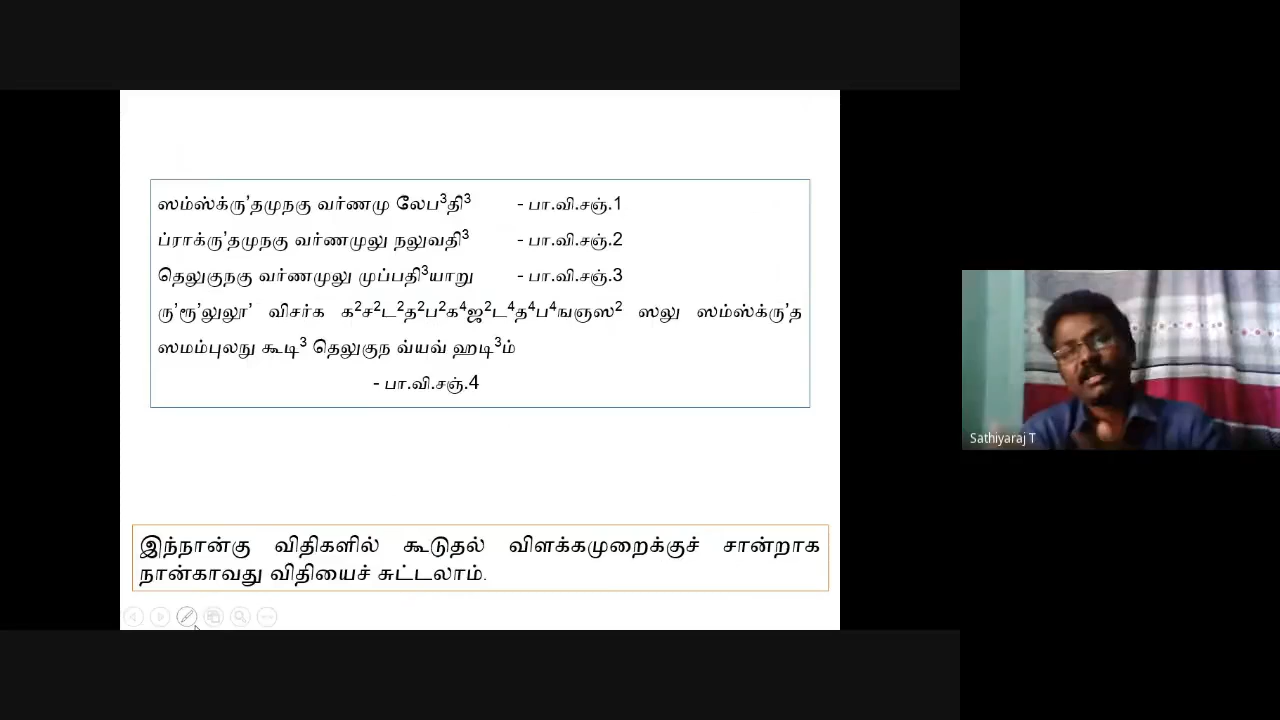 ஸம்ஸ்க்ரு’தமுநகு வர்ணமு லேப³தி³ - பா.வி.சஞ்.1
ப்ராக்ரு’தமுநகு வர்ணமுலு நலுவதி³ - பா.வி.சஞ்.2
தெலுகுநகு வர்ணமுலு முப்பதி³யாறு - பா.வி.சஞ்.3
ரு’ரூ’லுலூ’ விசர்க க²ச²ட²த²ப²க⁴ஜ²ட⁴த⁴ப⁴ஙஞஸ² ஸலு ஸம்ஸ்க்ரு’த
ஸமம்புலநு கூடி³ தெலுகுந வ்யவ் ஹடி³ம்
- பா.வி.சஞ்.4
இந்நான்கு விதிகளில் கூடுதல் விளக்கமுறைக்குச் சான்றாக
நான்காவது விதியைச் சுட்டலாம்.
Sathiyaraj T